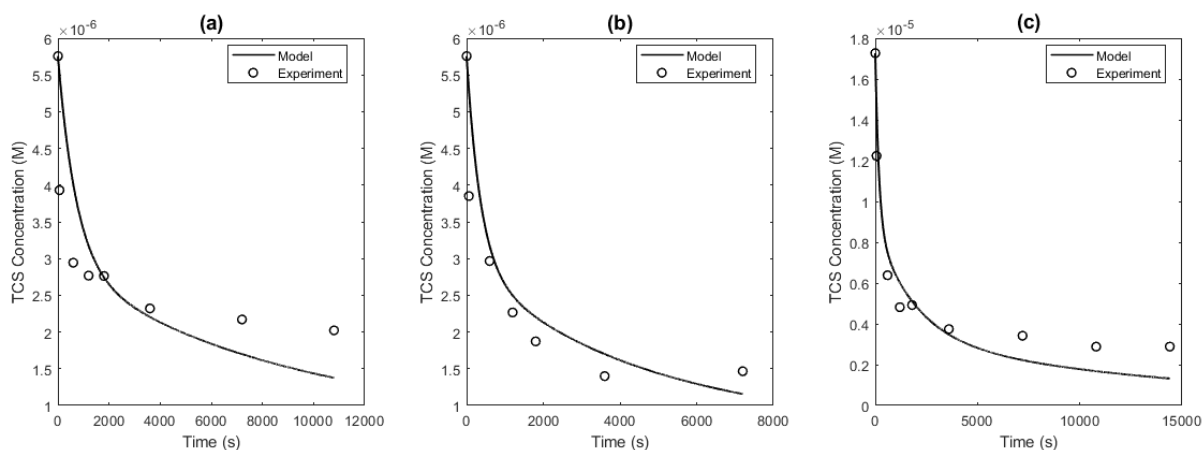 (a)
×10⁻⁶
6
5.5
5
4.5
4
3.5
3
2.5
2
1.5
1
TCS Concentration (M)
0 2000 4000 6000 8000 10000 12000
Time (s)
Model
Experiment
(b)
×10⁻⁶
6
5.5
5
4.5
4
3.5
3
2.5
2
1.5
1
TCS Concentration (M)
0 2000 4000 6000 8000
Time (s)
Model
Experiment
(c)
×10⁻⁵
1.8
1.6
1.4
1.2
1
0.8
0.6
0.4
0.2
0
TCS Concentration (M)
0 5000 10000 15000
Time (s)
Model
Experiment